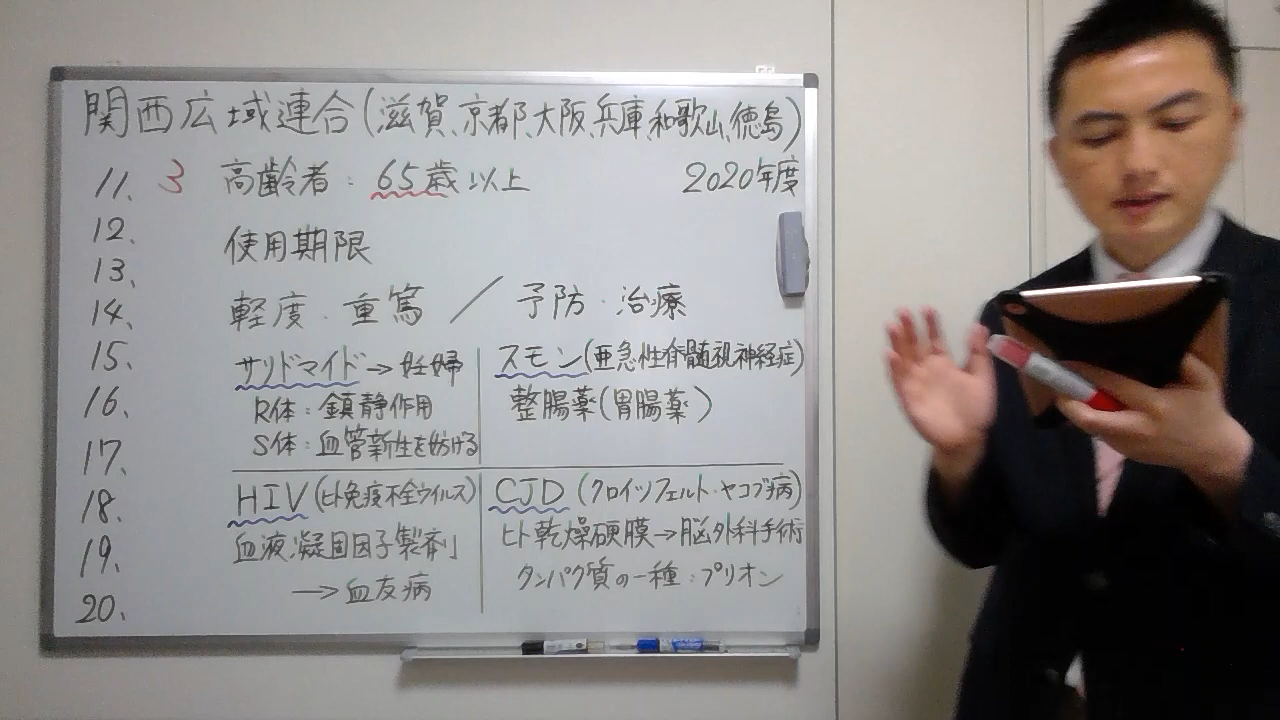 関西広域連合(滋賀、京都、大阪、兵庫、和歌山、徳島)
11. 3 高齢者：65歳以上 2020年度
12. 使用期限
13.
14. 軽度・重篤 ／ 予防・治療
15. サリドマイド→妊婦 スモン(亜急性脊髄視神経症)
16. R体：鎮静作用 整腸薬(胃腸薬)
17. S体：血管新生を妨げる
18. HIV(ヒト免疫不全ウイルス) CJD(クロイツフェルト・ヤコブ病)
19. 血液凝固因子製剤 ヒト乾燥硬膜→脳外科手術
20. →血友病 タンパク質の一種：プリオン